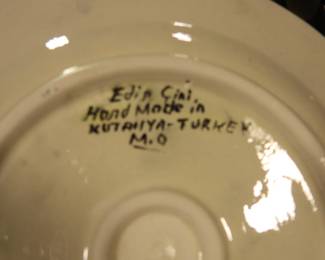 Edip Çini
Hand Made in
KUTAHYA-TURKEY
M.O